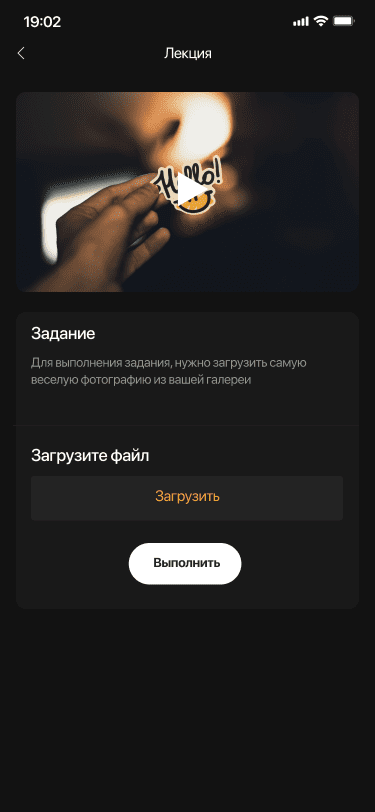 19:02
Лекция
Hello!
Задание
Для выполнения задания, нужно загрузить самую
веселую фотографию из вашей галереи
Загрузите файл
Загрузить
Выполнить